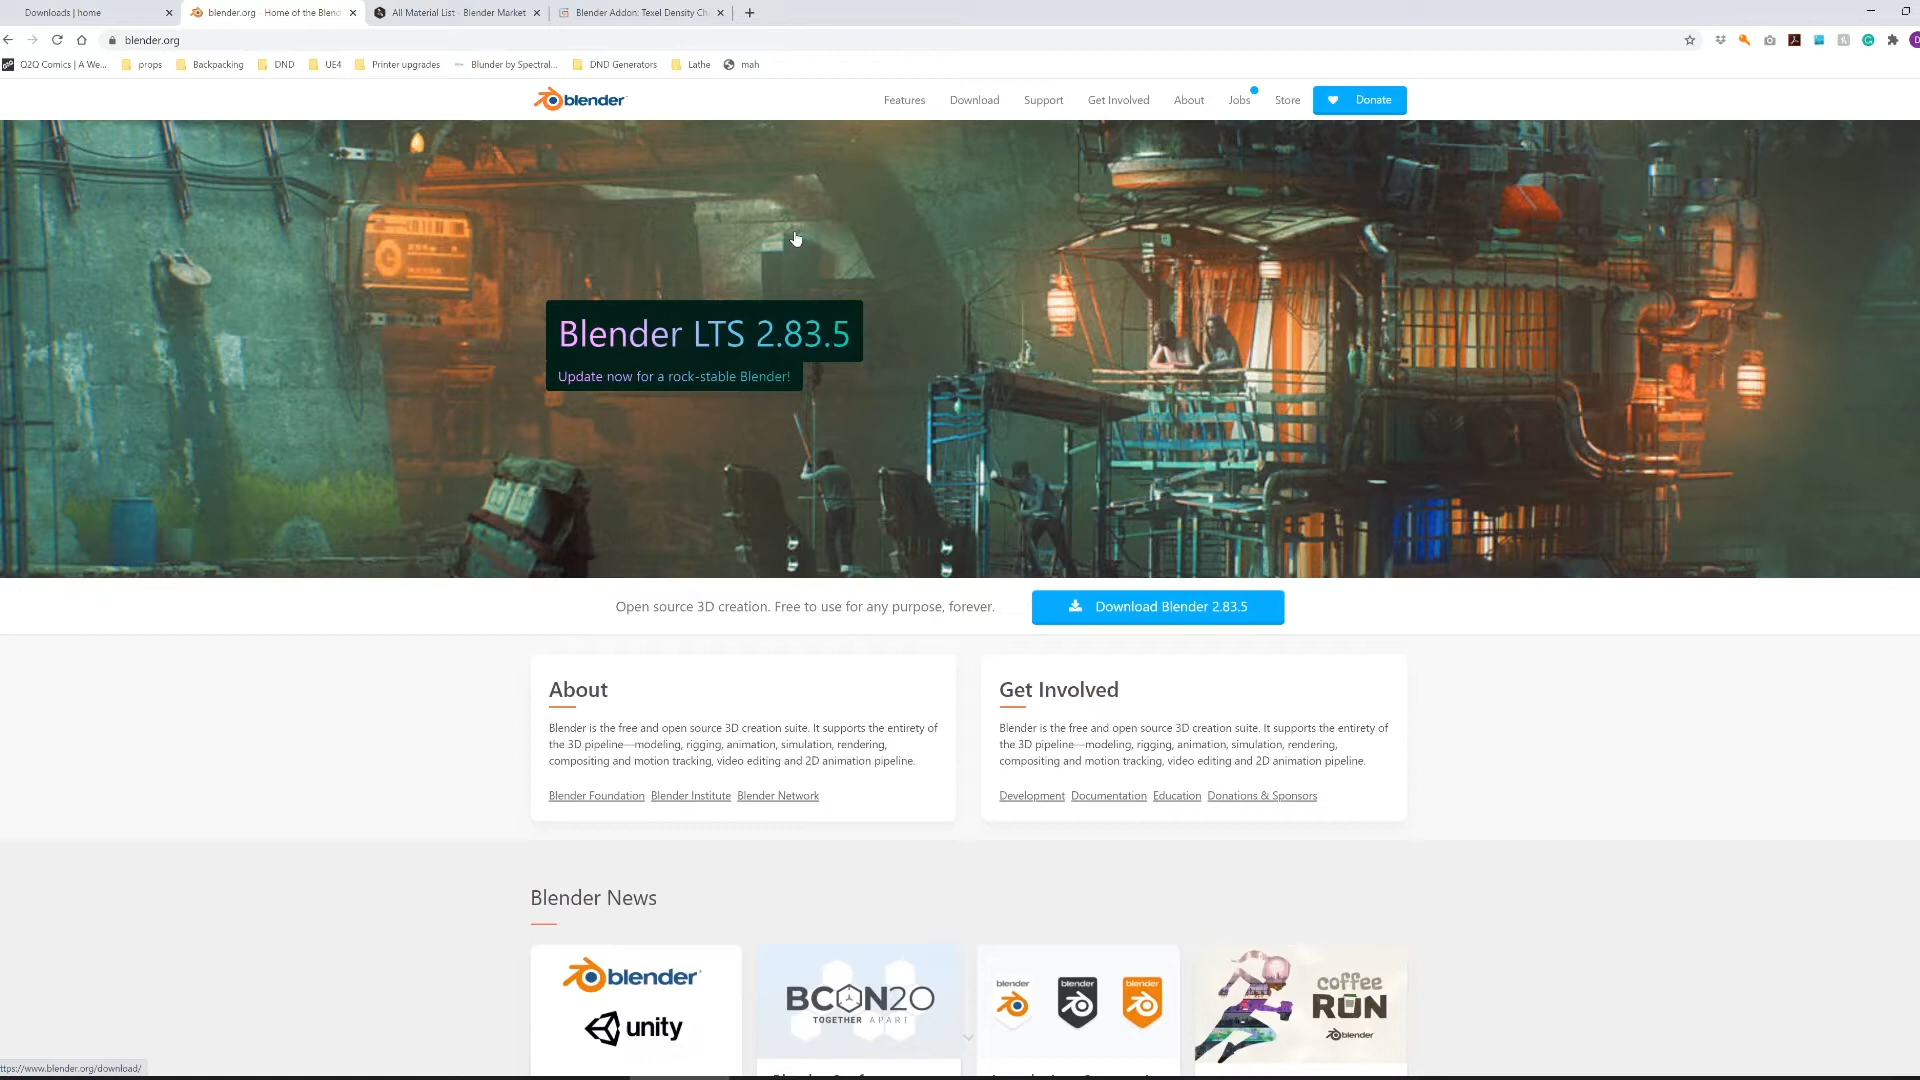 Downloads | home
blender.org - Home of the Blend
All Material List - Blender Market
Blender Addon: Texel Density Ch
blender.org
Q2Q Comics | A We...
props
Backpacking
DND
UE4
Printer upgrades
Blunder by Spectral...
DND Generators
Lathe
mah
blender
Features
Download
Support
Get Involved
About
Jobs
Store
Donate
Blender LTS 2.83.5
Update now for a rock-stable Blender!
Open source 3D creation. Free to use for any purpose, forever.
Download Blender 2.83.5
About
Blender is the free and open source 3D creation suite. It supports the entirety of
the 3D pipeline—modeling, rigging, animation, simulation, rendering,
compositing and motion tracking, video editing and 2D animation pipeline.
Blender Foundation Blender Institute Blender Network
Get Involved
Blender is the free and open source 3D creation suite. It supports the entirety of
the 3D pipeline—modeling, rigging, animation, simulation, rendering,
compositing and motion tracking, video editing and 2D animation pipeline.
Development Documentation Education Donations & Sponsors
Blender News
blender
unity
BCON20
TOGETHER APART
blender
blender
blender
coffee
RUN
blender
ttps://www.blender.org/download/